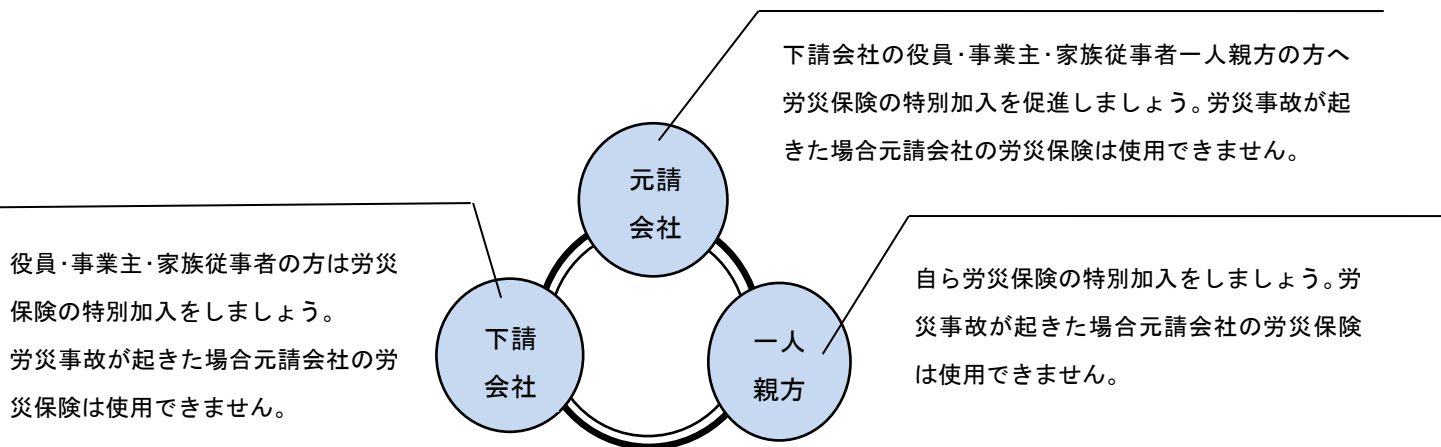 下請会社の役員・事業主・家族従事者一人親方の方へ
労災保険の特別加入を促進しましょう。労災事故が起
きた場合元請会社の労災保険は使用できません。
元請
会社
役員・事業主・家族従事者の方は労災
保険の特別加入をしましょう。
労災事故が起きた場合元請会社の労
災保険は使用できません。
下請
会社
一人
親方
自ら労災保険の特別加入をしましょう。労
災事故が起きた場合元請会社の労災保険
は使用できません。